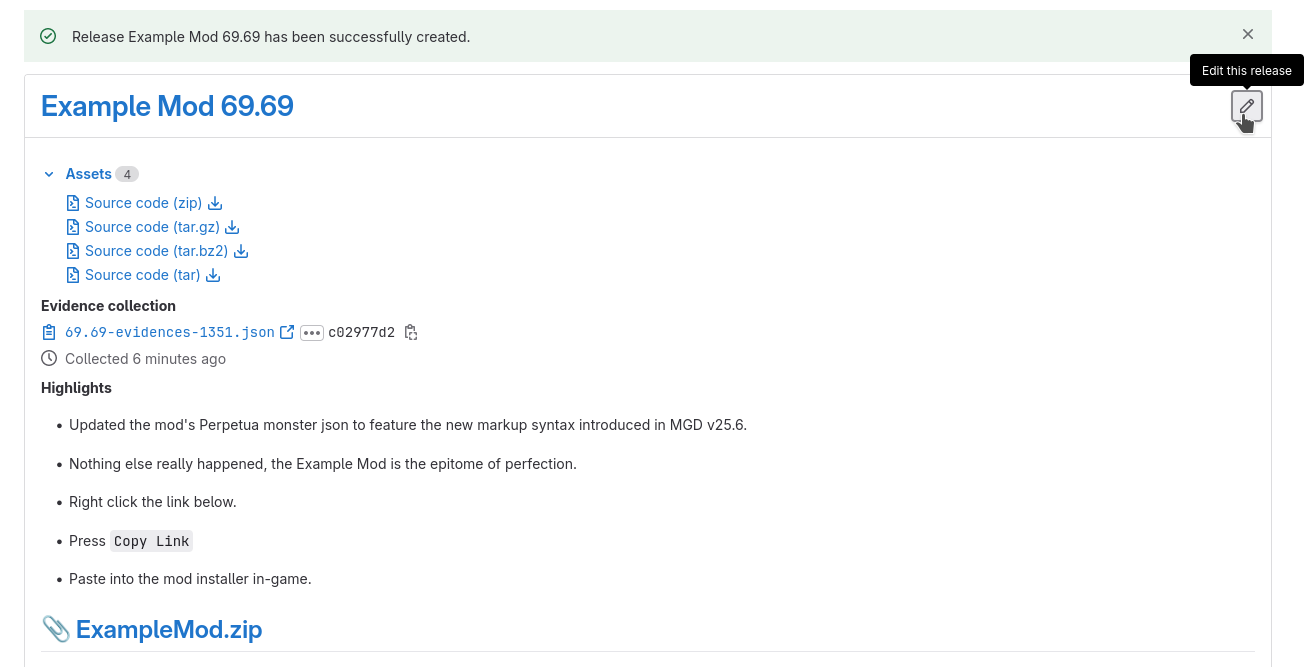 Release Example Mod 69.69 has been successfully created.
Edit this release
Example Mod 69.69
Assets 4
Source code (zip)
Source code (tar.gz)
Source code (tar.bz2)
Source code (tar)
Evidence collection
69.69-evidences-1351.json ••• c02977d2
Collected 6 minutes ago
Highlights
• Updated the mod's Perpetua monster json to feature the new markup syntax introduced in MGD v25.6.
• Nothing else really happened, the Example Mod is the epitome of perfection.
• Right click the link below.
• Press Copy Link
• Paste into the mod installer in-game.
📎 ExampleMod.zip